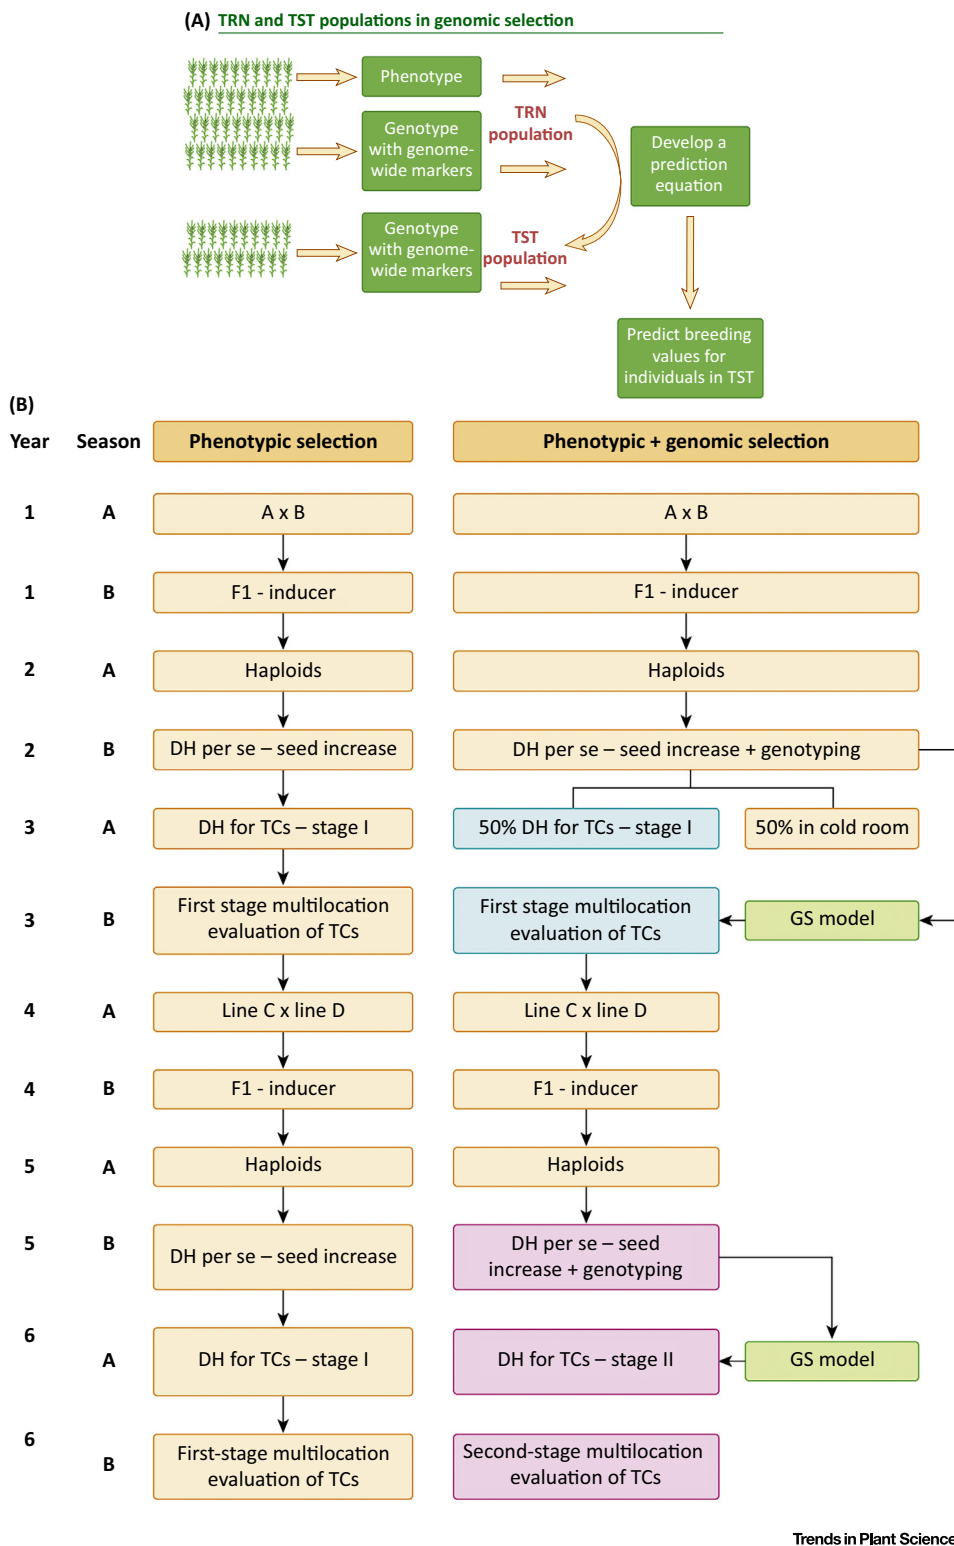 (A) TRN and TST populations in genomic selection
Phenotype
Genotype
with genome-
wide markers
TRN
population
Develop a
prediction
equation
Genotype
with genome-
wide markers
TST
population
Predict breeding
values for
individuals in TST
(B)
Year Season Phenotypic selection Phenotypic + genomic selection
1 A A x B A x B
1 B F1 - inducer F1 - inducer
2 A Haploids Haploids
2 B DH per se – seed increase DH per se – seed increase + genotyping
3 A DH for TCs – stage I 50% DH for TCs – stage I 50% in cold room
3 B First stage multilocation
evaluation of TCs
First stage multilocation
evaluation of TCs
GS model
4 A Line C x line D Line C x line D
4 B F1 - inducer F1 - inducer
5 A Haploids Haploids
5 B DH per se – seed increase
DH per se – seed
increase + genotyping
6
A DH for TCs – stage I DH for TCs – stage II GS model
6
B First-stage multilocation
evaluation of TCs
Second-stage multilocation
evaluation of TCs
Trends in Plant Science